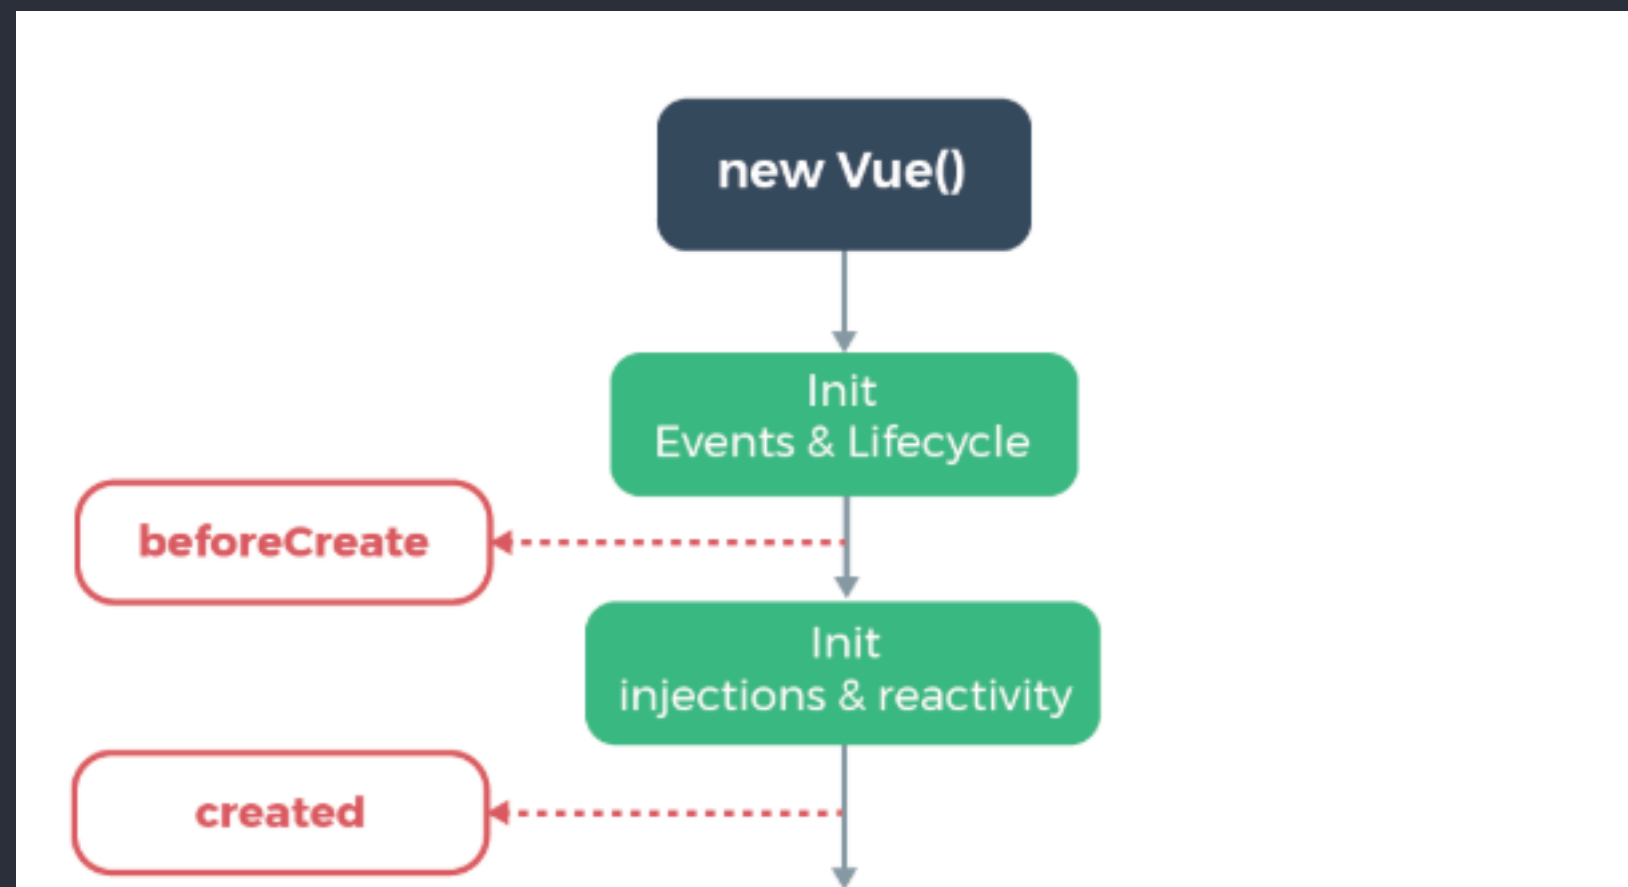 new Vue()
Init
Events & Lifecycle
beforeCreate
Init
injections & reactivity
created